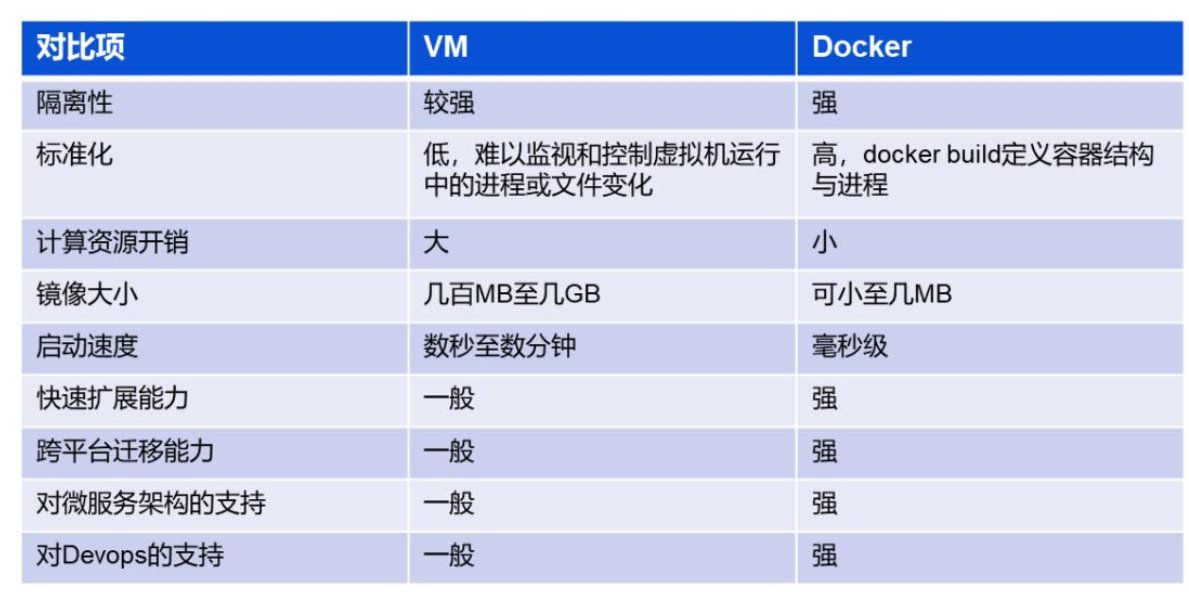 对比项 VM Docker
隔离性 较强 强
标准化 低，难以监视和控制虚拟机运行 高，docker build定义容器结构
中的进程或文件变化 与进程
计算资源开销 大 小
镜像大小 几百MB至几GB 可小至几MB
启动速度 数秒至数分钟 毫秒级
快速扩展能力 一般 强
跨平台迁移能力 一般 强
对微服务架构的支持 一般 强
对Devops的支持 一般 强